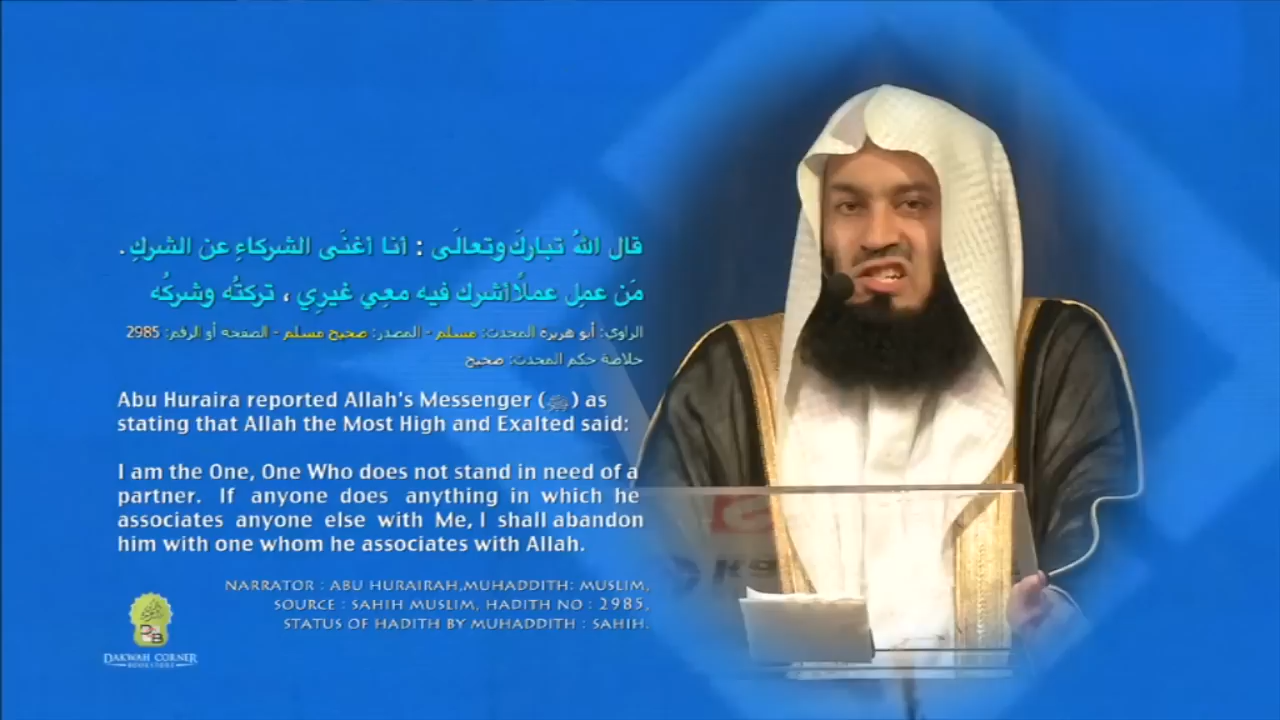 قال اللهُ تباركَ وتعالَى : أنا أغنَى الشركاءِ عن الشركِ .
مَن عمِل عملًا أشرك فيه معِي غيرِي ، تركتُه وشركُه
الراوي: أبو هريرة المحدث: مسلم - المصدر: صحيح مسلم - الصفحة أو الرقم: 2985
خلاصة حكم المحدث: صحيح
Abu Huraira reported Allah's Messenger (ﷺ) as
stating that Allah the Most High and Exalted said:
I am the One, One Who does not stand in need of a
partner. If anyone does anything in which he
associates anyone else with Me, I shall abandon
him with one whom he associates with Allah.
NARRATOR : ABU HURAIRAH,MUHADDITH: MUSLIM,
SOURCE : SAHIH MUSLIM, HADITH NO : 2985,
STATUS OF HADITH BY MUHADDITH : SAHIH.
DAKWAH CORNER
BOOKSTORE